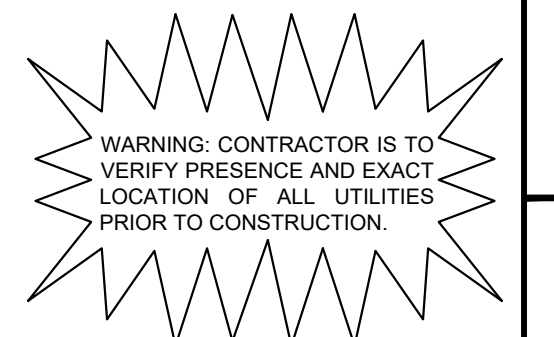 WARNING: CONTRACTOR IS TO
VERIFY PRESENCE AND EXACT
LOCATION OF ALL UTILITIES
PRIOR TO CONSTRUCTION.